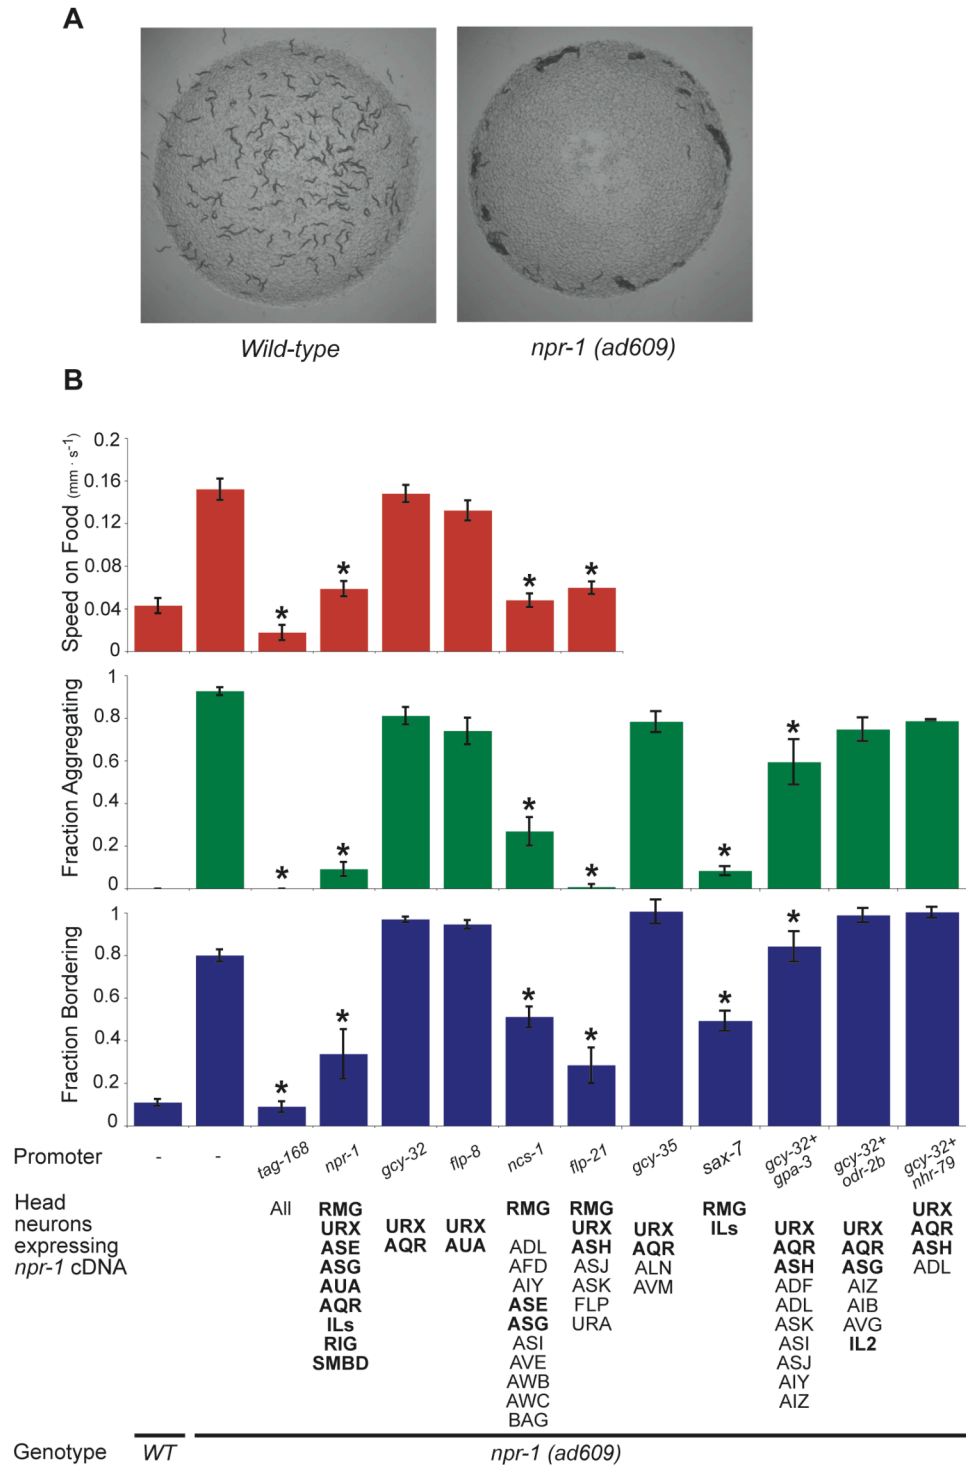 A
Wild-type npr-1 (ad609)
B
Speed on Food (mm · s-1)
0.2
0.16
0.12
0.08
0.04
0
* * * *
Fraction Aggregating
1
0.8
0.6
0.4
0.2
0
* * * * * *
Fraction Bordering
1
0.8
0.6
0.4
0.2
0
* * * * * *
Promoter - - tag-168 npr-1 gcy-32 flp-8 ncs-1 flp-21 gcy-35 sax-7 gcy-32+ gpa-3 gcy-32+ odr-2b gcy-32+ nhr-79
Head neurons expressing npr-1 cDNA
All
RMG
URX
ASE
ASG
AUA
AQR
ILs
RIG
SMBD
URX
AQR
URX
AUA
RMG
ADL
AFD
AIY
ASE
ASG
ASI
AVE
AWB
AWC
BAG
RMG
URX
ASH
ASJ
ASK
FLP
URA
URX
AQR
ALN
AVM
RMG
ILs
URX
AQR
ASH
ADF
ADL
ASK
ASI
ASJ
AIY
AIZ
URX
AQR
ASG
AIZ
AIB
AVG
IL2
URX
AQR
ASH
ADL
Genotype WT npr-1 (ad609)